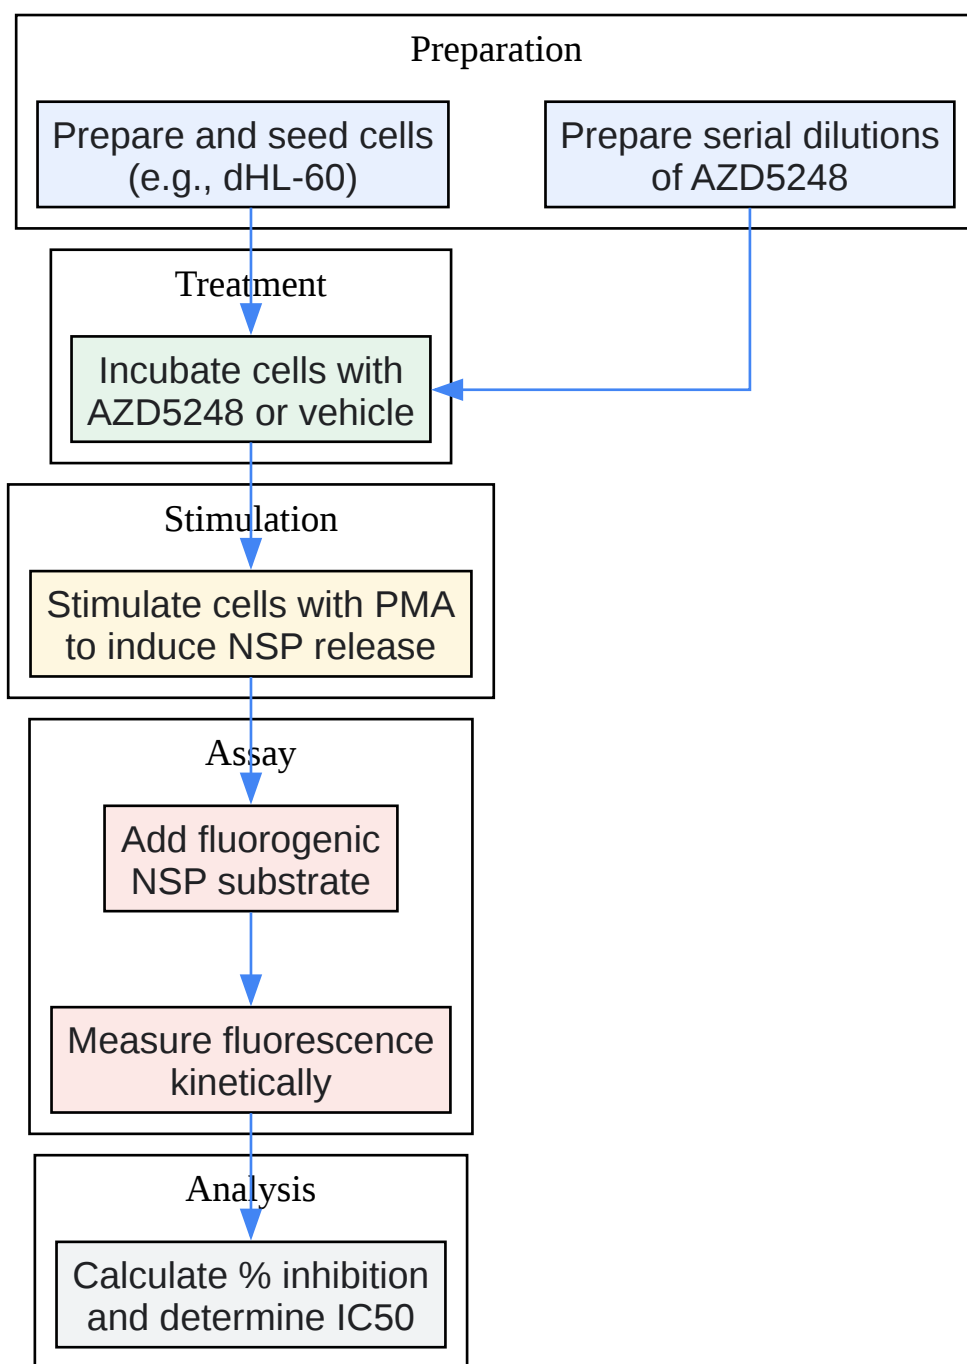 Preparation
Prepare and seed cells
(e.g., dHL-60)
Prepare serial dilutions
of AZD5248
Treatment
Incubate cells with
AZD5248 or vehicle
Stimulation
Stimulate cells with PMA
to induce NSP release
Assay
Add fluorogenic
NSP substrate
Measure fluorescence
kinetically
Analysis
Calculate % inhibition
and determine IC50